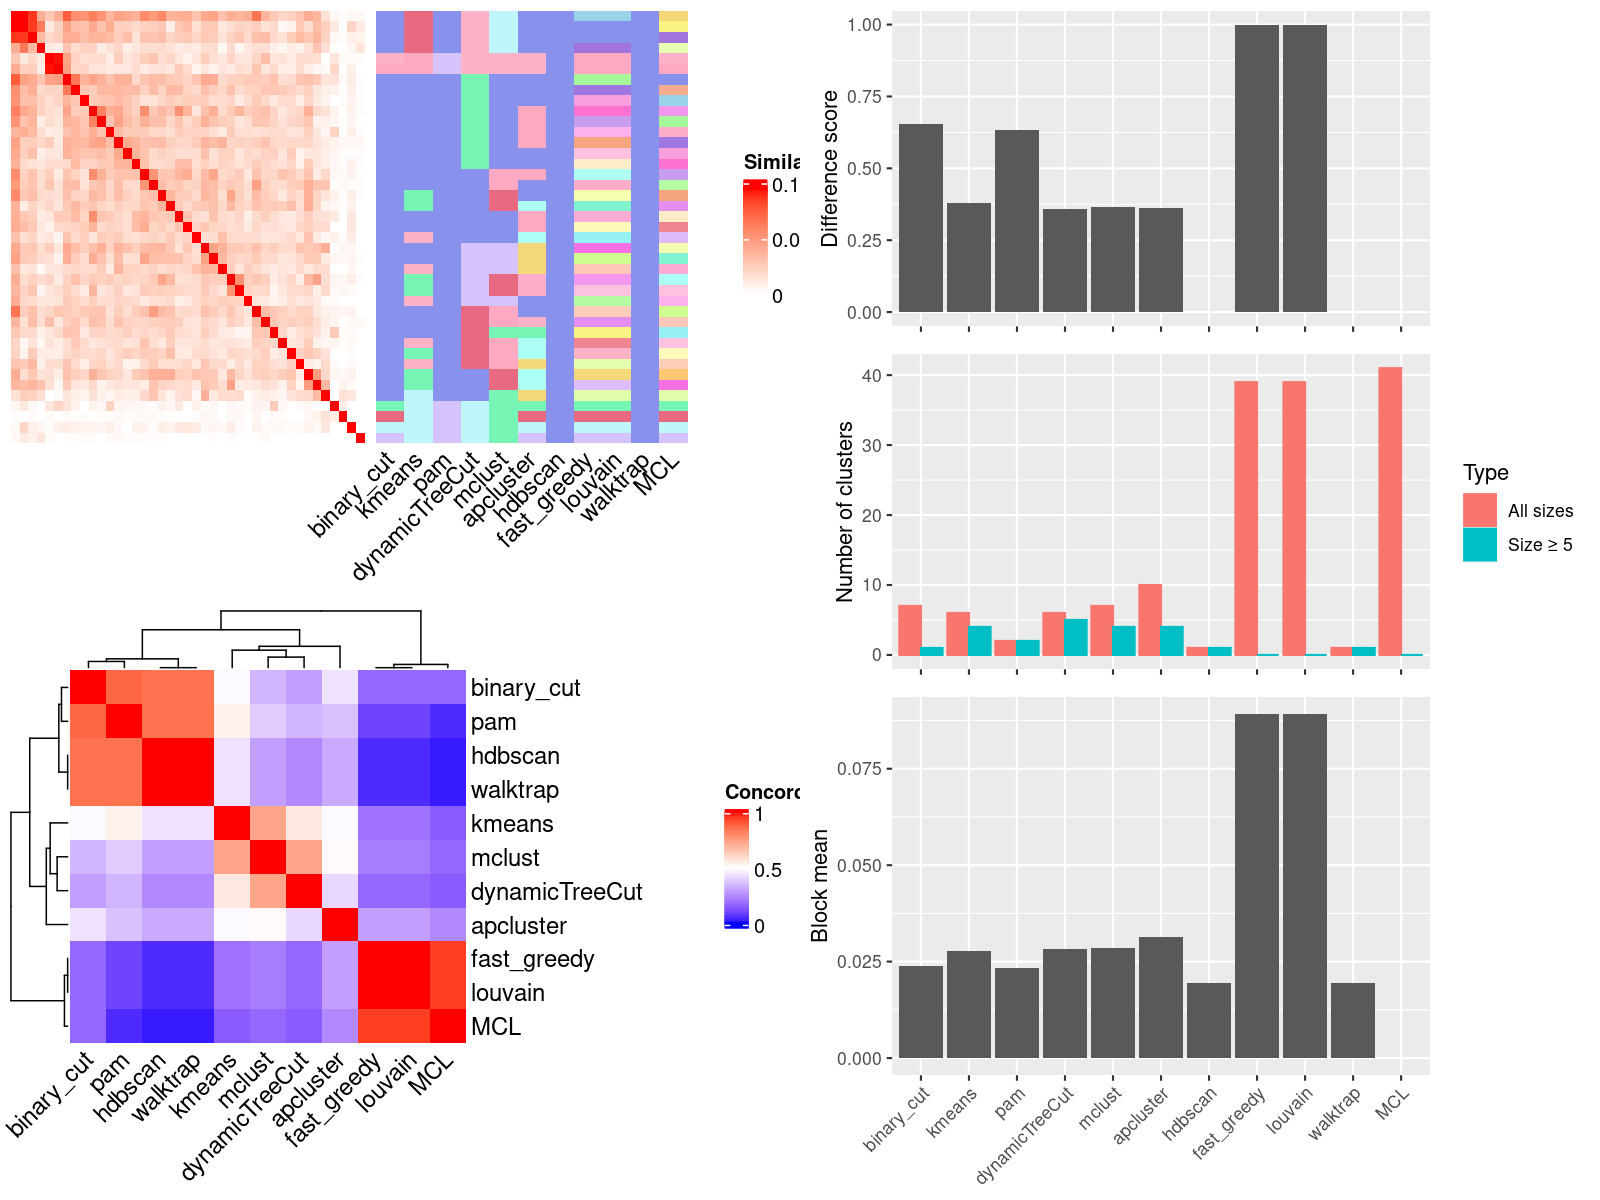 Simila
0.1
0.0
0
binary_cut
kmeans
pam
dynamicTreeCut
mclust
apcluster
hdbscan
fast_greedy
louvain
walktrap
MCL
binary_cut
pam
hdbscan
walktrap
kmeans
mclust
dynamicTreeCut
apcluster
fast_greedy
louvain
MCL
Concord
1
0.5
0
binary_cut
pam
hdbscan
walktrap
kmeans
mclust
dynamicTreeCut
apcluster
fast_greedy
louvain
MCL
Difference score
1.00
0.75
0.50
0.25
0.00
Number of clusters
40
30
20
10
0
Type
All sizes
Size ≥ 5
Block mean
0.075
0.050
0.025
0.000
binary_cut
kmeans
pam
dynamicTreeCut
mclust
apcluster
hdbscan
fast_greedy
louvain
walktrap
MCL